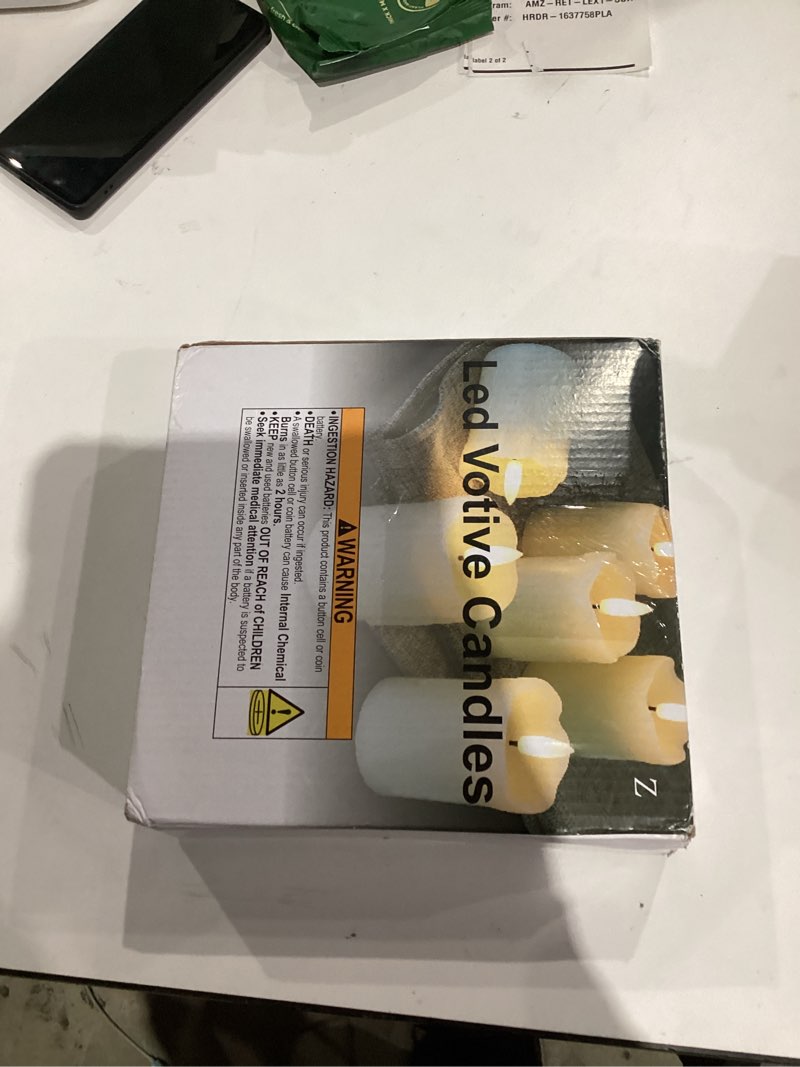 AMZ-RET-LEXT-
HRDR-1637758PLA
label 2 of 2
Z
Led Votive Candles
WARNING
•INGESTION HAZARD: This product contains a button cell or coin
battery.
•DEATH or serious injury can occur if ingested.
•A swallowed button cell or coin battery can cause Internal Chemical
Burns in as little as 2 hours.
•KEEP new and used batteries OUT OF REACH of CHILDREN
•Seek immediate medical attention if a battery is suspected to
be swallowed or inserted inside any part of the body.